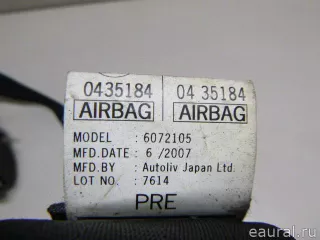 0435184 04 35184
AIRBAG AIRBAG
MODEL : 6072105
MFD.DATE : 6 /2007
MFD.BY : Autoliv Japan Ltd.
LOT NO. : 7614
PRE
eaural.ru